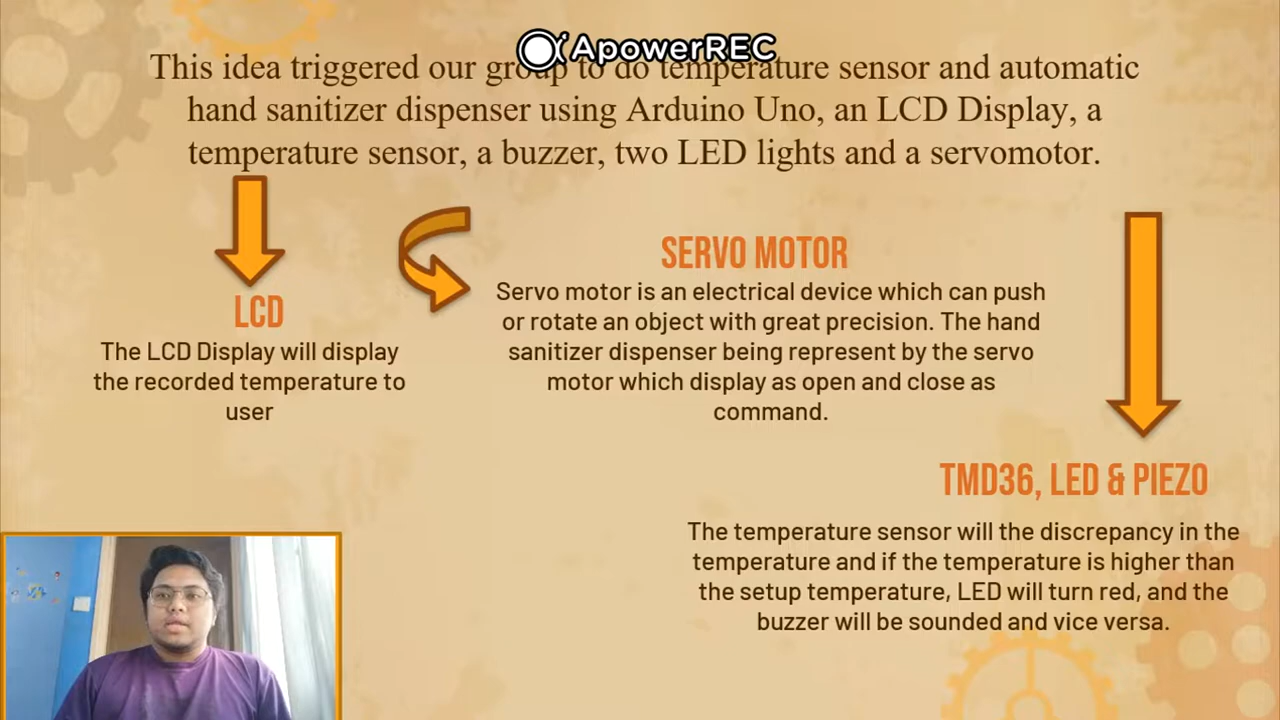 ApowerREC
This idea triggered our group to do temperature sensor and automatic
hand sanitizer dispenser using Arduino Uno, an LCD Display, a
temperature sensor, a buzzer, two LED lights and a servomotor.
LCD
The LCD Display will display
the recorded temperature to
user
SERVO MOTOR
Servo motor is an electrical device which can push
or rotate an object with great precision. The hand
sanitizer dispenser being represent by the servo
motor which display as open and close as
command.
TMD36, LED & PIEZO
The temperature sensor will the discrepancy in the
temperature and if the temperature is higher than
the setup temperature, LED will turn red, and the
buzzer will be sounded and vice versa.